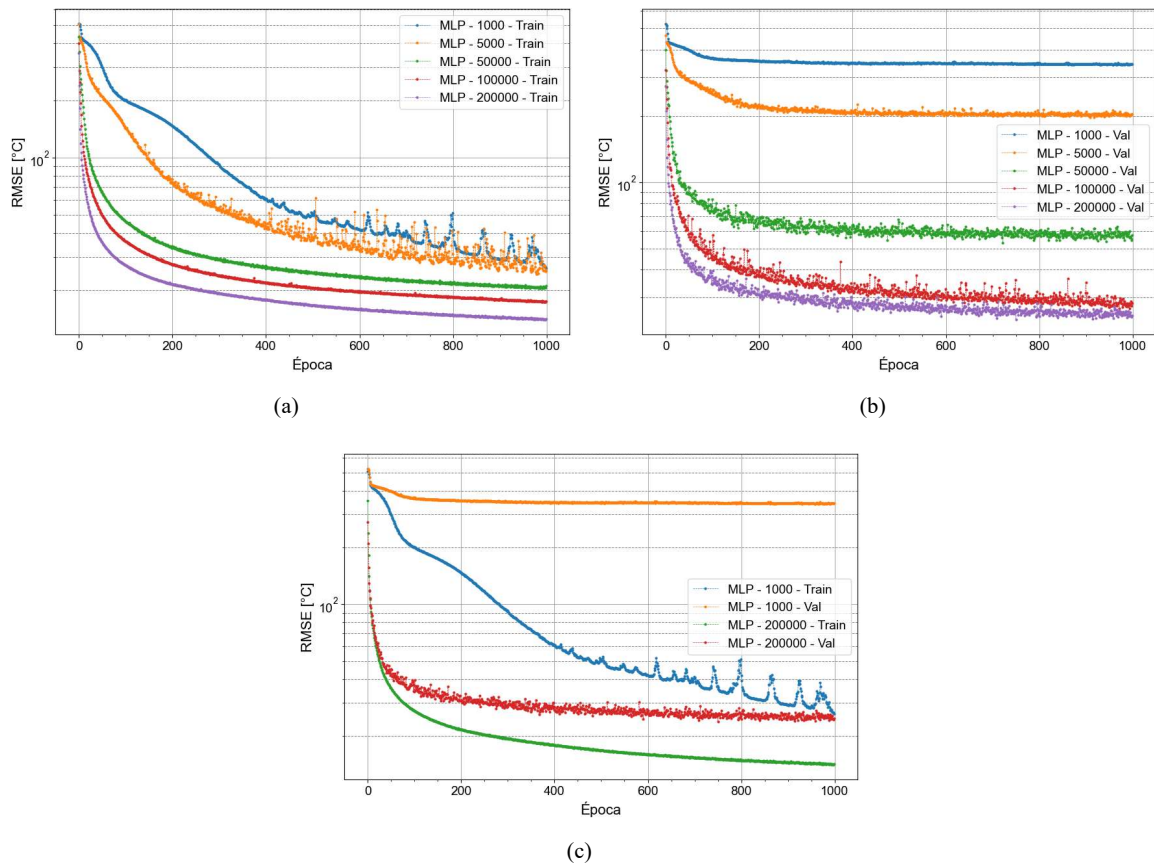 MLP - 1000 - Train
MLP - 5000 - Train
MLP - 50000 - Train
MLP - 100000 - Train
MLP - 200000 - Train
RMSE [°C]
10²
0 200 400 600 800 1000
Época
(a)
MLP - 1000 - Val
MLP - 5000 - Val
MLP - 50000 - Val
MLP - 100000 - Val
MLP - 200000 - Val
RMSE [°C]
10²
0 200 400 600 800 1000
Época
(b)
MLP - 1000 - Train
MLP - 1000 - Val
MLP - 200000 - Train
MLP - 200000 - Val
RMSE [°C]
10²
0 200 400 600 800 1000
Época
(c)